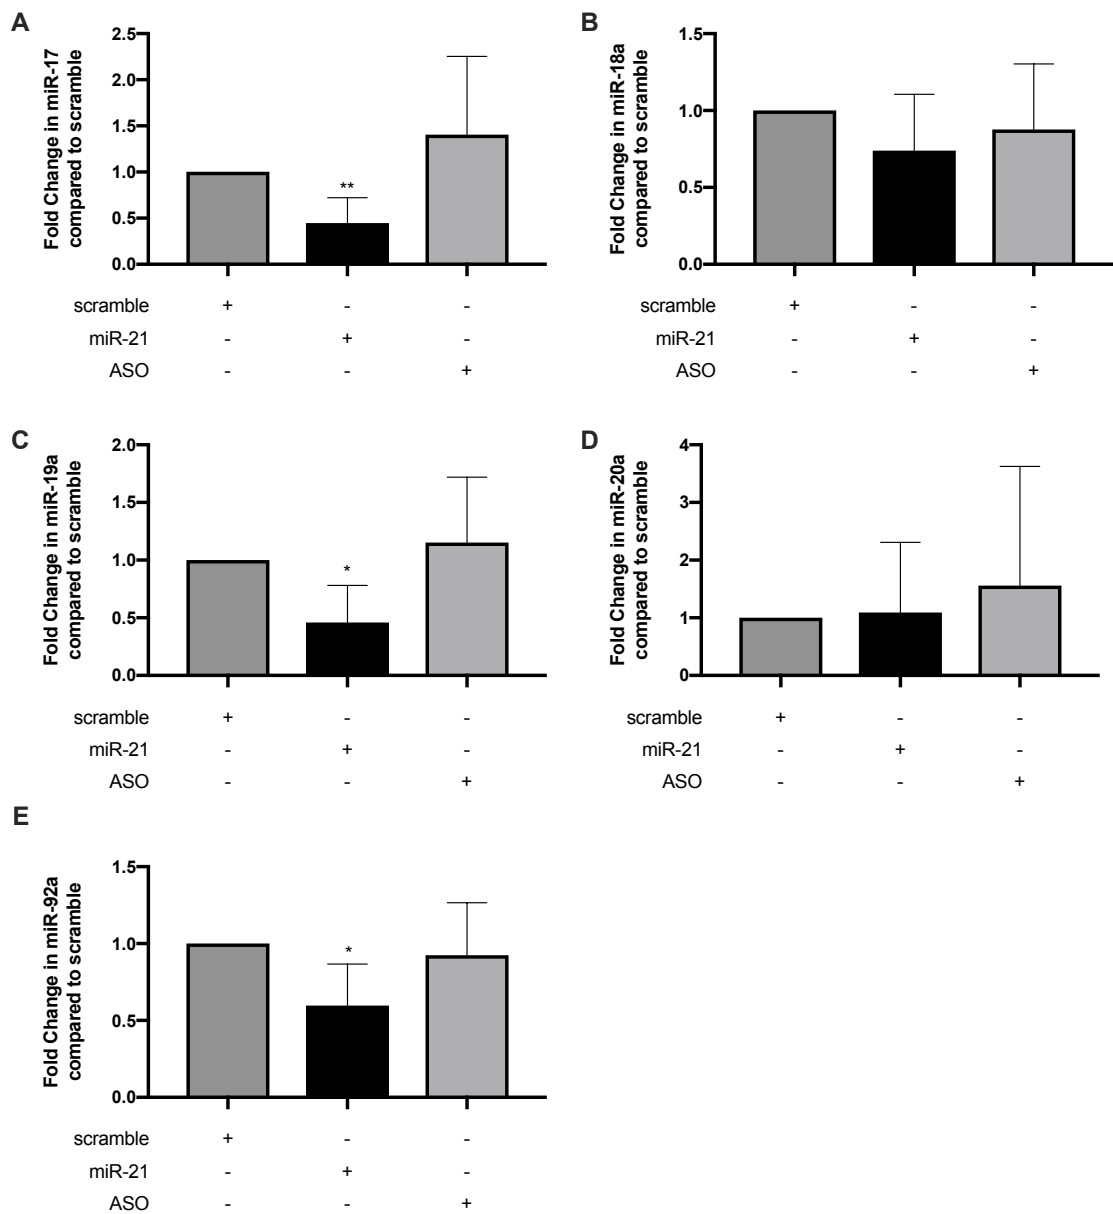 A
Fold Change in miR-17
compared to scramble
2.5
2.0
1.5
1.0
0.5
0.0
**
scramble + - -
miR-21 - + -
ASO - - +
B
Fold Change in miR-18a
compared to scramble
1.5
1.0
0.5
0.0
scramble + - -
miR-21 - + -
ASO - - +
C
Fold Change in miR-19a
compared to scramble
2.0
1.5
1.0
0.5
0.0
*
scramble + - -
miR-21 - + -
ASO - - +
D
Fold Change in miR-20a
compared to scramble
4
3
2
1
0
scramble + - -
miR-21 - + -
ASO - - +
E
Fold Change in miR-92a
compared to scramble
1.5
1.0
0.5
0.0
*
scramble + - -
miR-21 - + -
ASO - - +